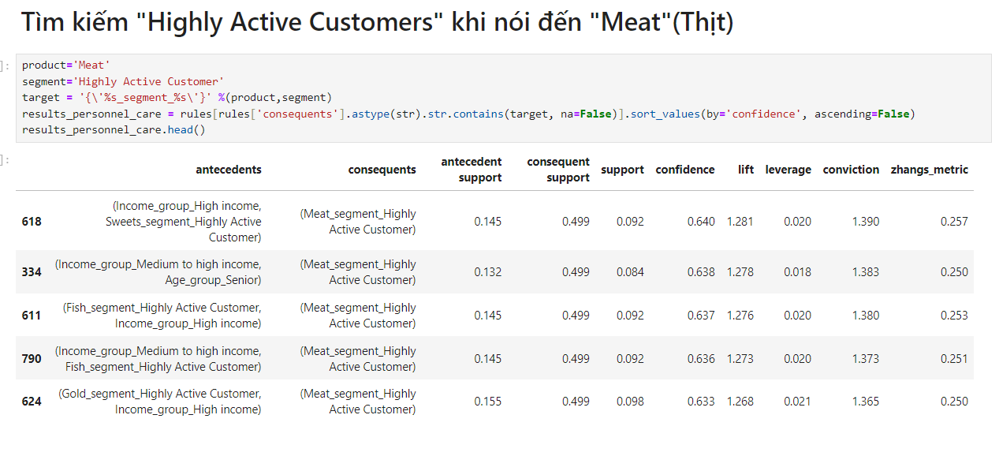 Tìm kiếm "Highly Active Customers" khi nói đến "Meat"(Thịt)
]:
product='Meat'
segment='Highly Active Customer'
target = '{\'%s_segment_%s\'}' %(product,segment)
results_personnel_care = rules[rules['consequents'].astype(str).str.contains(target, na=False)].sort_values(by='confidence', ascending=False)
results_personnel_care.head()
]:
antecedents consequents antecedent support consequent support support confidence lift leverage conviction zhangs_metric
618 (Income_group_High income, Sweets_segment_Highly Active Customer) (Meat_segment_Highly Active Customer) 0.145 0.499 0.092 0.640 1.281 0.020 1.390 0.257
334 (Income_group_Medium to high income, Age_group_Senior) (Meat_segment_Highly Active Customer) 0.132 0.499 0.084 0.638 1.278 0.018 1.383 0.250
611 (Fish_segment_Highly Active Customer, Income_group_High income) (Meat_segment_Highly Active Customer) 0.145 0.499 0.092 0.637 1.276 0.020 1.380 0.253
790 (Income_group_Medium to high income, Fish_segment_Highly Active Customer) (Meat_segment_Highly Active Customer) 0.145 0.499 0.092 0.636 1.273 0.020 1.373 0.251
624 (Gold_segment_Highly Active Customer, Income_group_High income) (Meat_segment_Highly Active Customer) 0.155 0.499 0.098 0.633 1.268 0.021 1.365 0.250